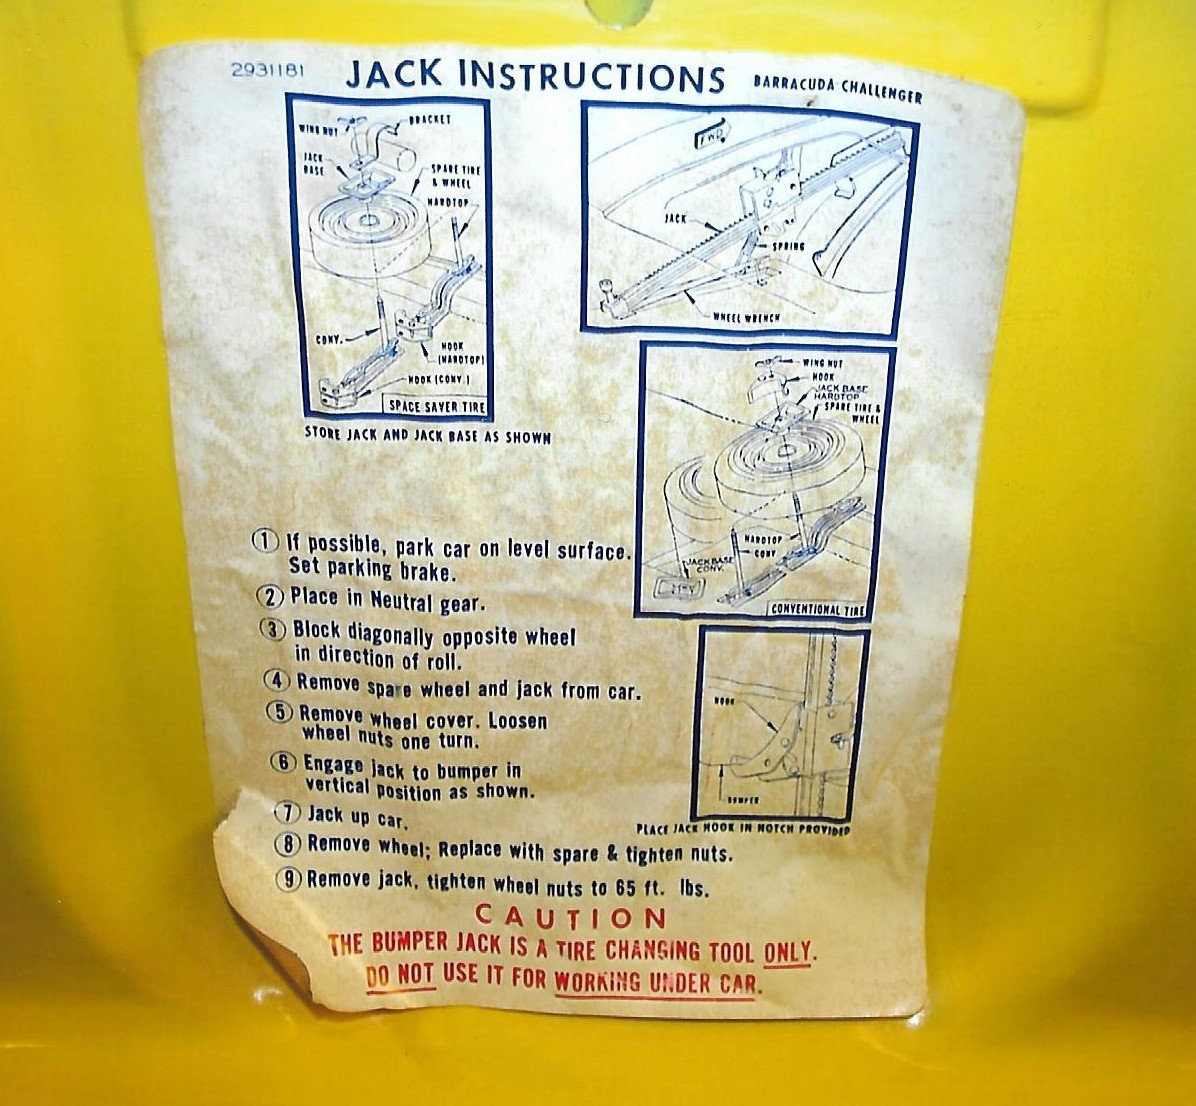 2931181 JACK INSTRUCTIONS BARRACUDA-CHALLENGER
WING NUT
BRACKET
JACK
BASE
SPARE TIRE
& WHEEL
HARDTOP
CONV.
HOOK
(HARDTOP)
HOOK (CONV.)
SPACE SAVER TIRE
STORE JACK AND JACK BASE AS SHOWN
FWD
JACK
SPRING
WHEEL WRENCH
WING NUT
HOOK
JACK BASE
HARDTOP
SPARE TIRE &
WHEEL
HARDTOP
CONV
JACK BASE
CONV.
CONVENTIONAL TIRE
1 If possible, park car on level surface.
Set parking brake.
2 Place in Neutral gear.
3 Block diagonally opposite wheel
in direction of roll.
4 Remove spare wheel and jack from car.
5 Remove wheel cover. Loosen
wheel nuts one turn.
6 Engage jack to bumper in
vertical position as shown.
7 Jack up car.
8 Remove wheel; Replace with spare & tighten nuts.
9 Remove jack, tighten wheel nuts to 65 ft. lbs.
HOOK
BUMPER
PLACE JACK HOOK IN NOTCH PROVIDED
CAUTION
THE BUMPER JACK IS A TIRE CHANGING TOOL ONLY.
DO NOT USE IT FOR WORKING UNDER CAR.